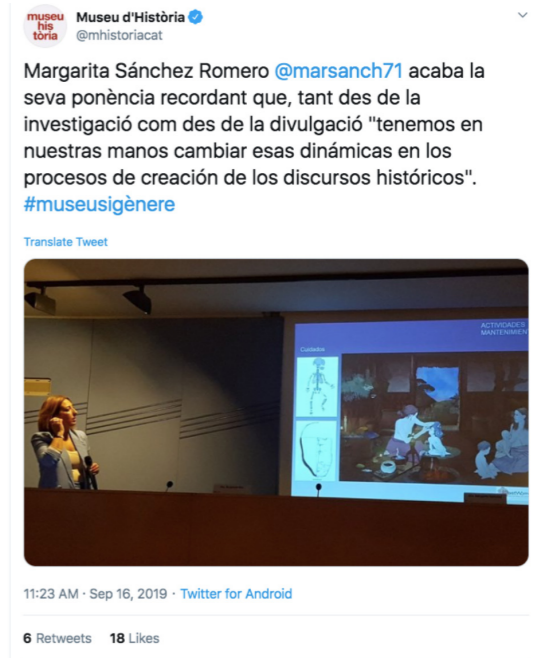 museu
his
tòria
Museu d'Història
@mhistoriacat
Margarita Sánchez Romero @marsanch71 acaba la
seva ponència recordant que, tant des de la
investigació com des de la divulgació "tenemos en
nuestras manos cambiar esas dinámicas en los
procesos de creación de los discursos históricos".
#museusigènere
Translate Tweet
ACTIVIDADES
MANTENIMIEN
Cuidados
11:23 AM · Sep 16, 2019 · Twitter for Android
6 Retweets 18 Likes